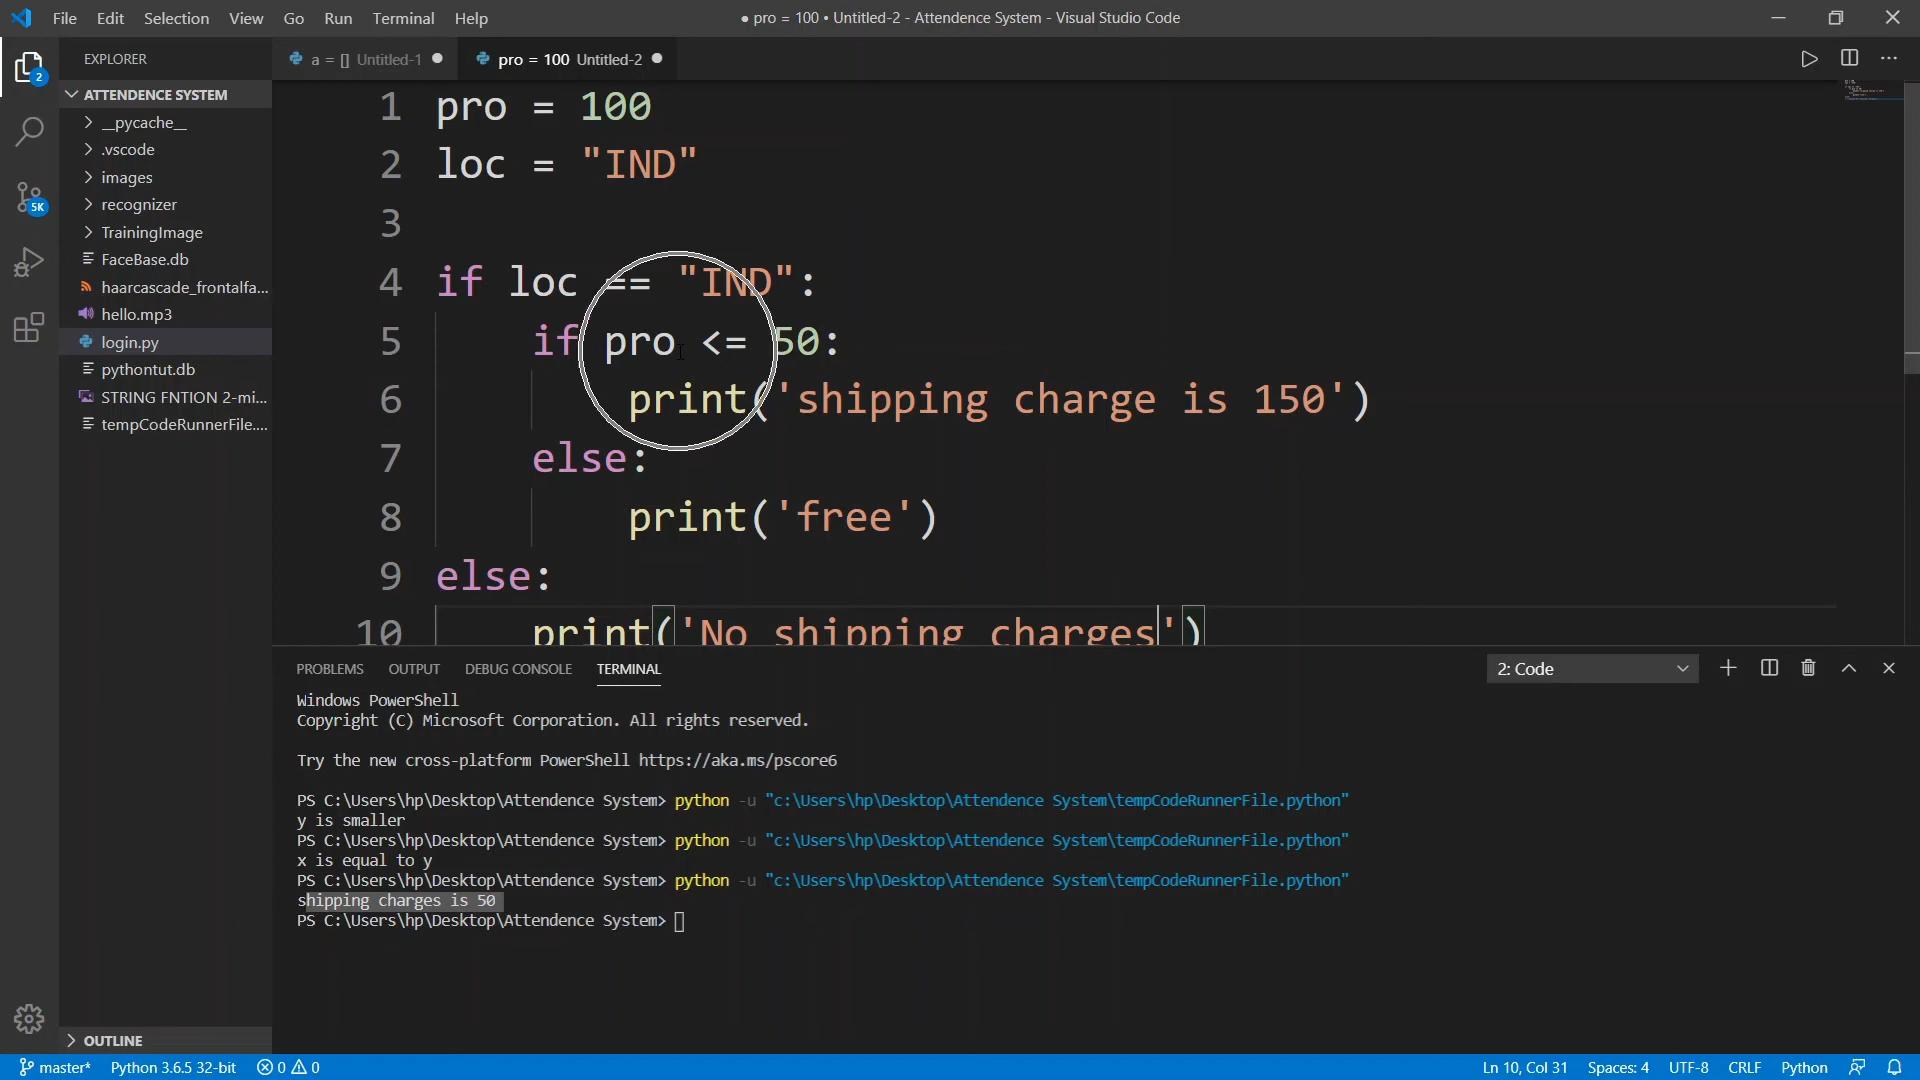 File Edit Selection View Go Run Terminal Help
● pro = 100 • Untitled-2 - Attendence System - Visual Studio Code
EXPLORER
a = [] Untitled-1
pro = 100 Untitled-2
ATTENDENCE SYSTEM
__pycache__
.vscode
images
recognizer
TrainingImage
FaceBase.db
haarcascade_frontalfa...
hello.mp3
login.py
pythontut.db
STRING FNTION 2-mi...
tempCodeRunnerFile....
OUTLINE
2
5K
1 pro = 100
2 loc = "IND"
3
4 if loc == "IND":
5 if pro <= 50:
6 print('shipping charge is 150')
7 else:
8 print('free')
9 else:
10 print('No shipping charges')
PROBLEMS OUTPUT DEBUG CONSOLE TERMINAL
2: Code
Windows PowerShell
Copyright (C) Microsoft Corporation. All rights reserved.
Try the new cross-platform PowerShell https://aka.ms/pscore6
PS C:\Users\hp\Desktop\Attendence System> python -u "c:\Users\hp\Desktop\Attendence System\tempCodeRunnerFile.python"
y is smaller
PS C:\Users\hp\Desktop\Attendence System> python -u "c:\Users\hp\Desktop\Attendence System\tempCodeRunnerFile.python"
x is equal to y
PS C:\Users\hp\Desktop\Attendence System> python -u "c:\Users\hp\Desktop\Attendence System\tempCodeRunnerFile.python"
shipping charges is 50
PS C:\Users\hp\Desktop\Attendence System>
master* Python 3.6.5 32-bit 0 0
Ln 10, Col 31 Spaces: 4 UTF-8 CRLF Python